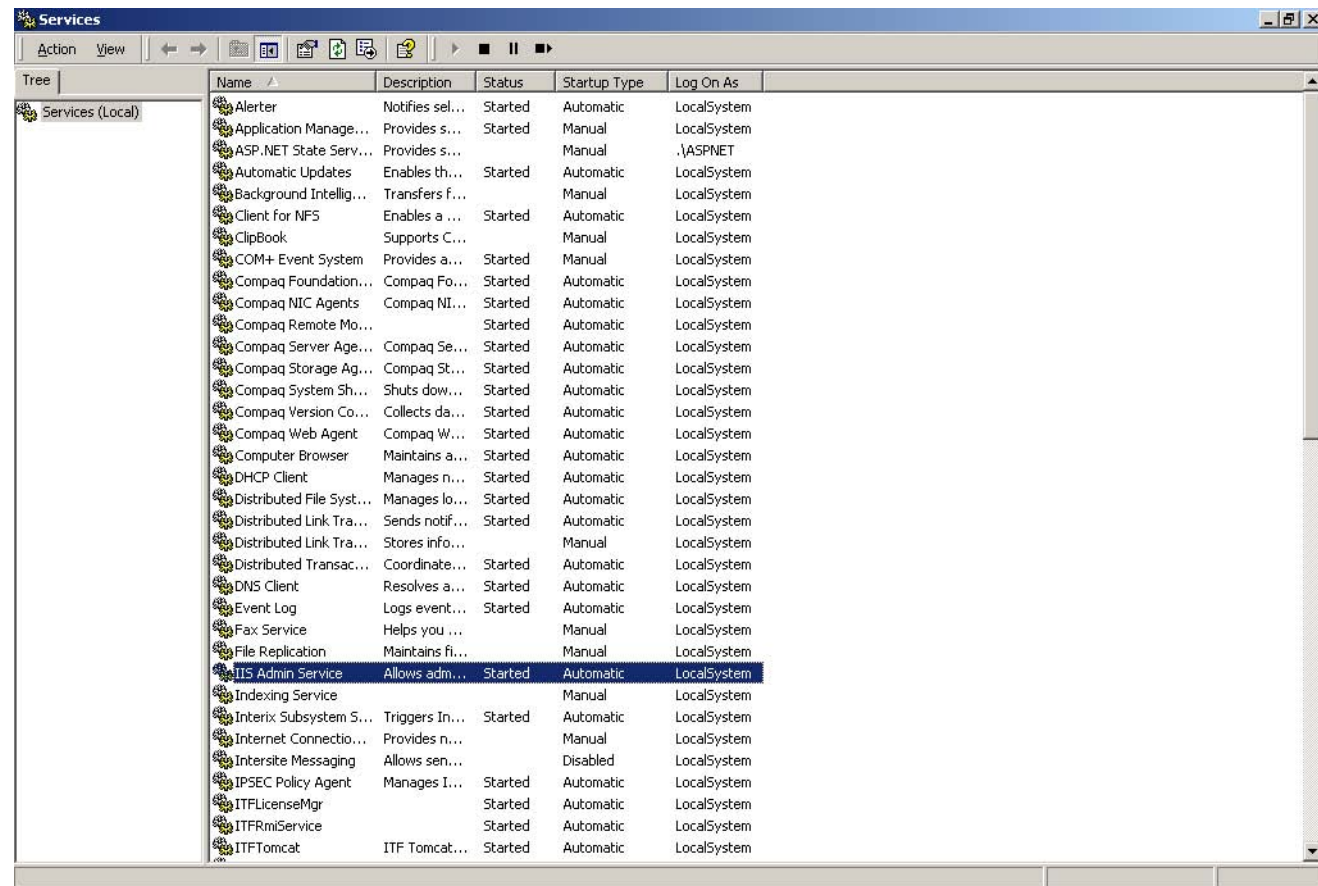 Services
Action View
Tree
Services (Local)
Name Description Status Startup Type Log On As
Alerter Notifies sel... Started Automatic LocalSystem
Application Manage... Provides s... Started Manual LocalSystem
ASP.NET State Serv... Provides s... Manual .\ASPNET
Automatic Updates Enables th... Started Automatic LocalSystem
Background Intellig... Transfers f... Manual LocalSystem
Client for NFS Enables a ... Started Automatic LocalSystem
ClipBook Supports C... Manual LocalSystem
COM+ Event System Provides a... Started Manual LocalSystem
Compaq Foundation... Compaq Fo... Started Automatic LocalSystem
Compaq NIC Agents Compaq NI... Started Automatic LocalSystem
Compaq Remote Mo... Started Automatic LocalSystem
Compaq Server Age... Compaq Se... Started Automatic LocalSystem
Compaq Storage Ag... Compaq St... Started Automatic LocalSystem
Compaq System Sh... Shuts dow... Started Automatic LocalSystem
Compaq Version Co... Collects da... Started Automatic LocalSystem
Compaq Web Agent Compaq W... Started Automatic LocalSystem
Computer Browser Maintains a... Started Automatic LocalSystem
DHCP Client Manages n... Started Automatic LocalSystem
Distributed File Syst... Manages lo... Started Automatic LocalSystem
Distributed Link Tra... Sends notif... Started Automatic LocalSystem
Distributed Link Tra... Stores info... Manual LocalSystem
Distributed Transac... Coordinate... Started Automatic LocalSystem
DNS Client Resolves a... Started Automatic LocalSystem
Event Log Logs event... Started Automatic LocalSystem
Fax Service Helps you ... Manual LocalSystem
File Replication Maintains fi... Manual LocalSystem
IIS Admin Service Allows adm... Started Automatic LocalSystem
Indexing Service Manual LocalSystem
Interix Subsystem S... Triggers In... Started Automatic LocalSystem
Internet Connectio... Provides n... Manual LocalSystem
Intersite Messaging Allows sen... Disabled LocalSystem
IPSEC Policy Agent Manages I... Started Automatic LocalSystem
ITFLicenseMgr Started Automatic LocalSystem
ITFRmiService Started Automatic LocalSystem
ITFTomcat ITF Tomcat... Started Automatic LocalSystem